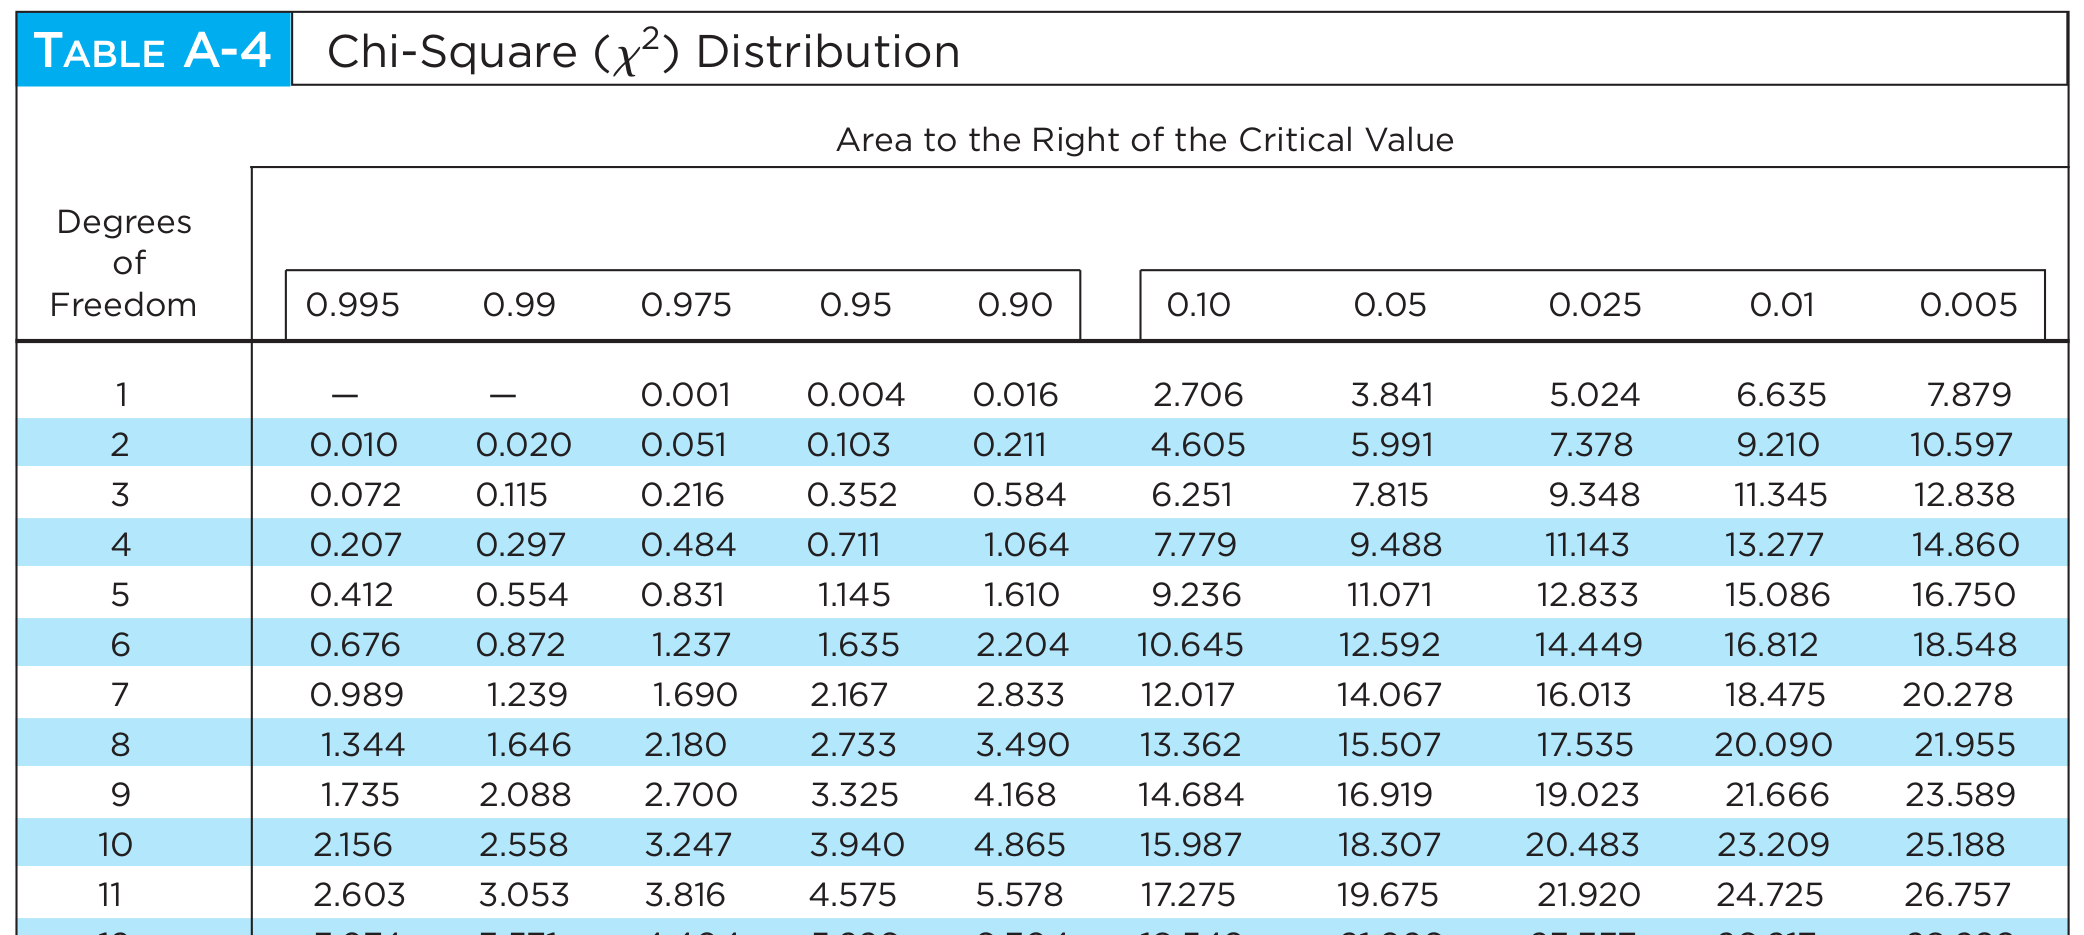 TABLE A-4 Chi-Square (χ²) Distribution
Area to the Right of the Critical Value
Degrees
of
Freedom 0.995 0.99 0.975 0.95 0.90 0.10 0.05 0.025 0.01 0.005
1 — — 0.001 0.004 0.016 2.706 3.841 5.024 6.635 7.879
2 0.010 0.020 0.051 0.103 0.211 4.605 5.991 7.378 9.210 10.597
3 0.072 0.115 0.216 0.352 0.584 6.251 7.815 9.348 11.345 12.838
4 0.207 0.297 0.484 0.711 1.064 7.779 9.488 11.143 13.277 14.860
5 0.412 0.554 0.831 1.145 1.610 9.236 11.071 12.833 15.086 16.750
6 0.676 0.872 1.237 1.635 2.204 10.645 12.592 14.449 16.812 18.548
7 0.989 1.239 1.690 2.167 2.833 12.017 14.067 16.013 18.475 20.278
8 1.344 1.646 2.180 2.733 3.490 13.362 15.507 17.535 20.090 21.955
9 1.735 2.088 2.700 3.325 4.168 14.684 16.919 19.023 21.666 23.589
10 2.156 2.558 3.247 3.940 4.865 15.987 18.307 20.483 23.209 25.188
11 2.603 3.053 3.816 4.575 5.578 17.275 19.675 21.920 24.725 26.757